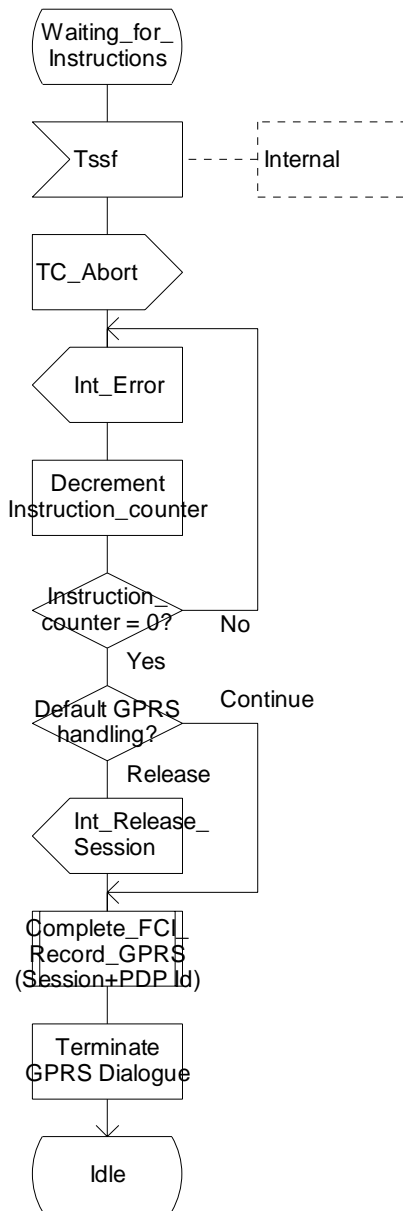 Waiting_for_
Instructions
Tssf
Internal
TC_Abort
Int_Error
Decrement
Instruction_counter
Instruction_
counter = 0?
No
Yes
Default GPRS
handling?
Continue
Release
Int_Release_
Session
Complete_FCI_
Record_GPRS
(Session+PDP Id)
Terminate
GPRS Dialogue
Idle